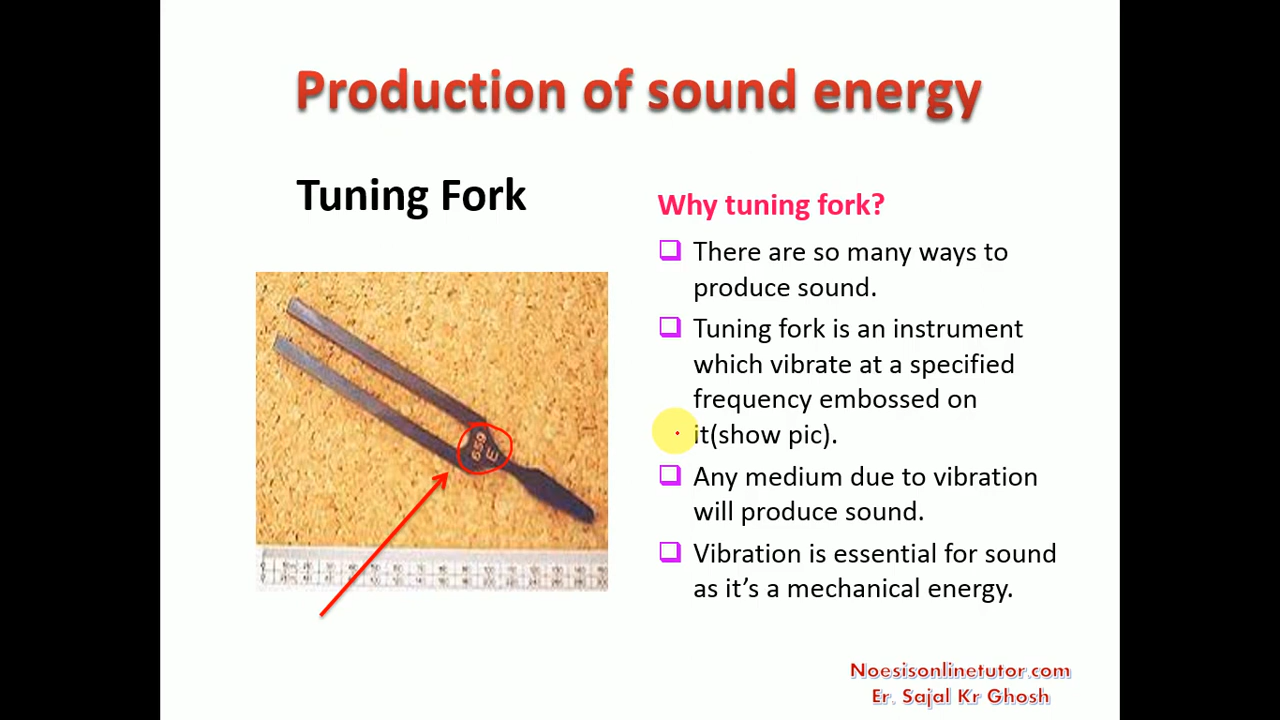 Production of sound energy
Tuning Fork
Why tuning fork?
There are so many ways to
produce sound.
Tuning fork is an instrument
which vibrate at a specified
frequency embossed on
it(show pic).
Any medium due to vibration
will produce sound.
Vibration is essential for sound
as it’s a mechanical energy.
659
E
Noesisonlinetutor.com
Er. Sajal Kr Ghosh